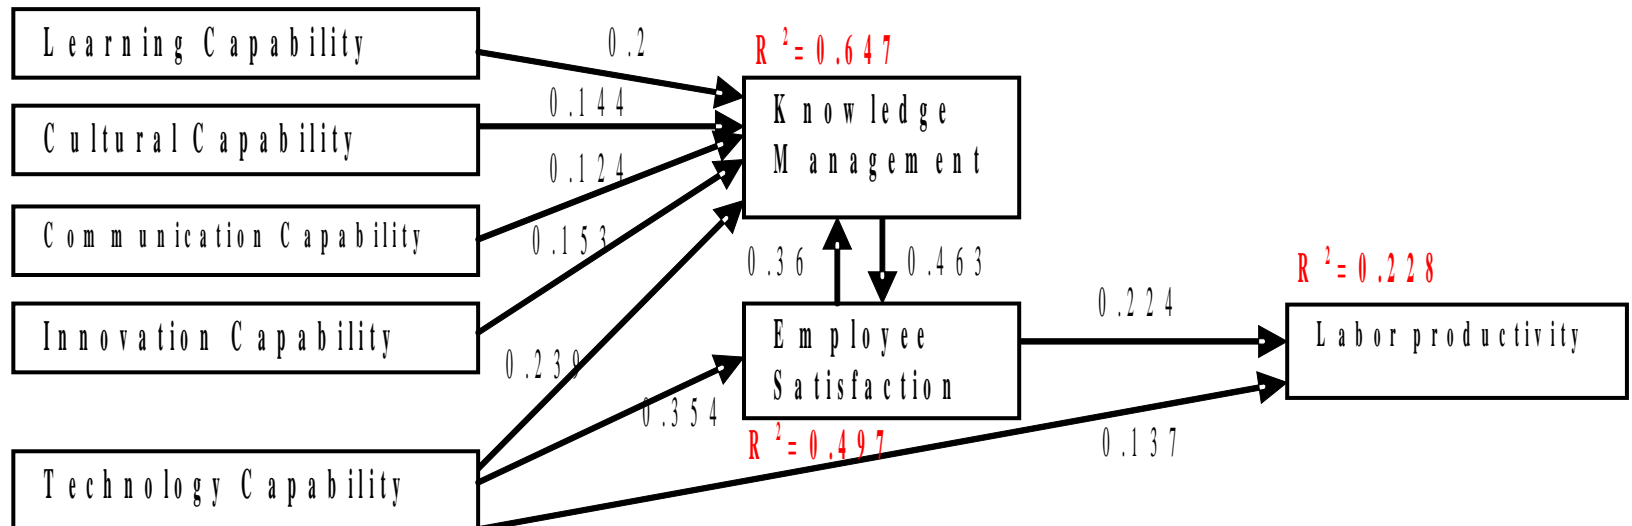 Learning Capability
0.2
R²=0.647
Cultural Capability
0.144
Knowledge
Management
0.124
Communication Capability
0.153
0.36
0.463
R²=0.228
Innovation Capability
0.239
Employee
Satisfaction
0.224
Labor productivity
0.354
R²=0.497
0.137
Technology Capability